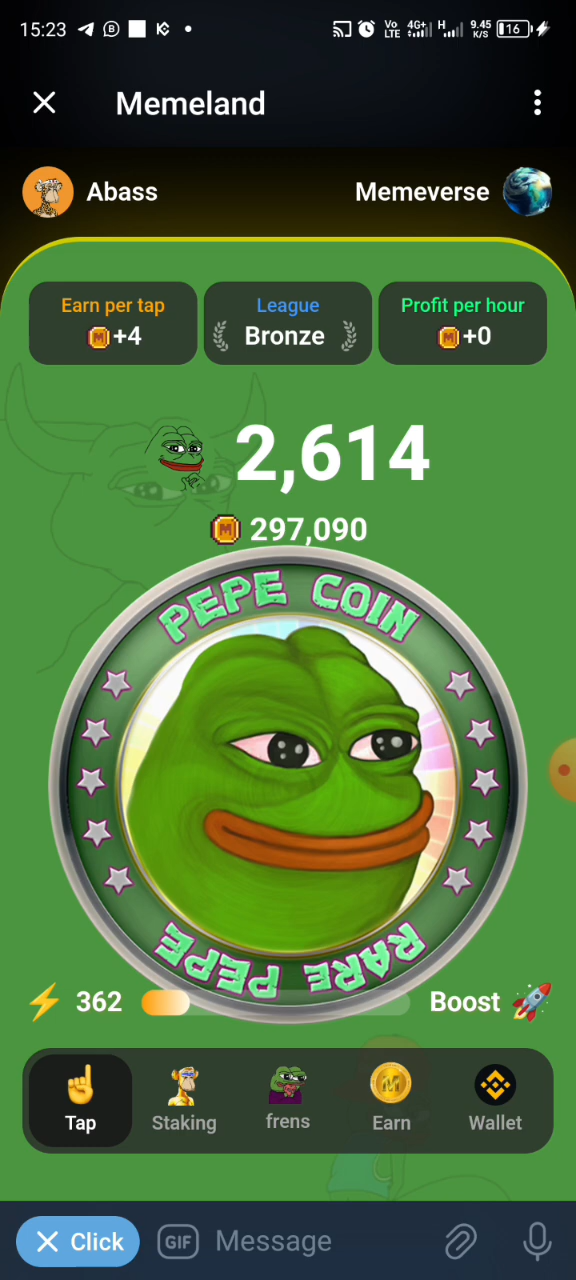 15:23 Vo LTE 4G+ H 9.45 K/S 16
Memeland
Abass Memeverse
Earn per tap League Profit per hour
+4 Bronze +0
2,614
297,090
PEPE COIN
RARE PEPE
362 Boost
Tap Staking frens Earn Wallet
Click GIF Message